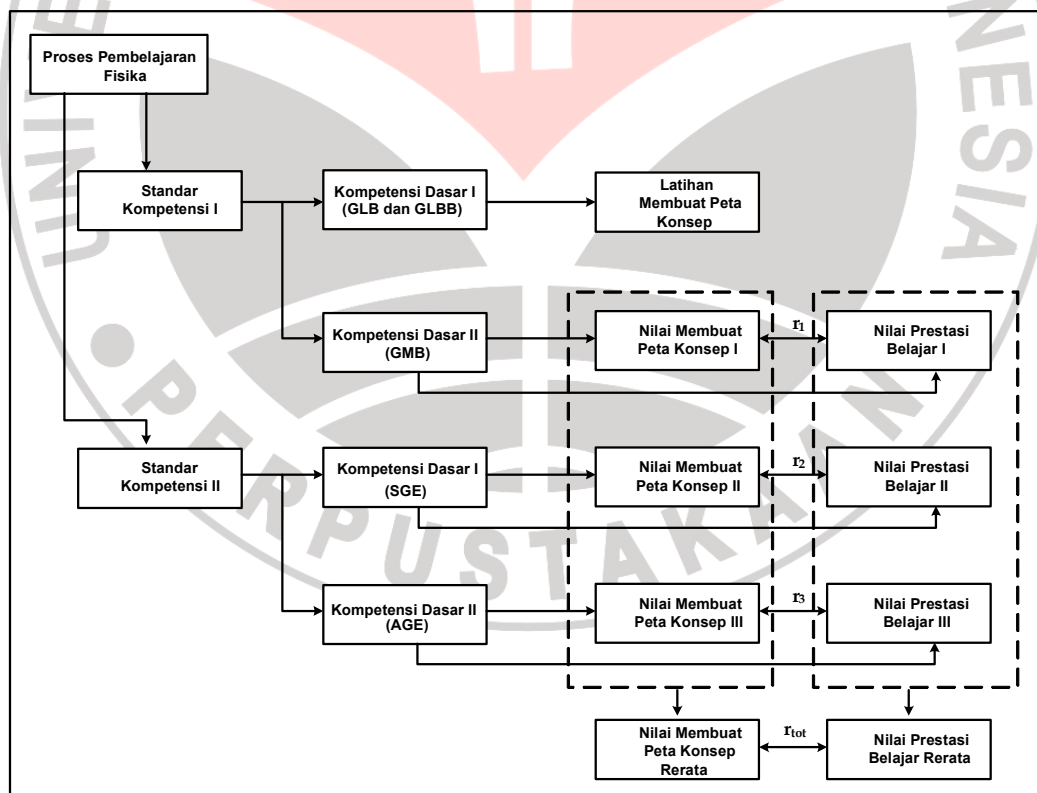 Proses Pembelajaran
Fisika
Standar
Kompetensi I
Kompetensi Dasar I
(GLB dan GLBB)
Latihan
Membuat Peta
Konsep
Kompetensi Dasar II
(GMB)
Nilai Membuat
Peta Konsep I
r₁
Nilai Prestasi
Belajar I
Standar
Kompetensi II
Kompetensi Dasar I
(SGE)
Nilai Membuat
Peta Konsep II
r₂
Nilai Prestasi
Belajar II
Kompetensi Dasar II
(AGE)
Nilai Membuat
Peta Konsep III
r₃
Nilai Prestasi
Belajar III
Nilai Membuat
Peta Konsep
Rerata
rtot
Nilai Prestasi
Belajar Rerata
PERPUSTAKAAN